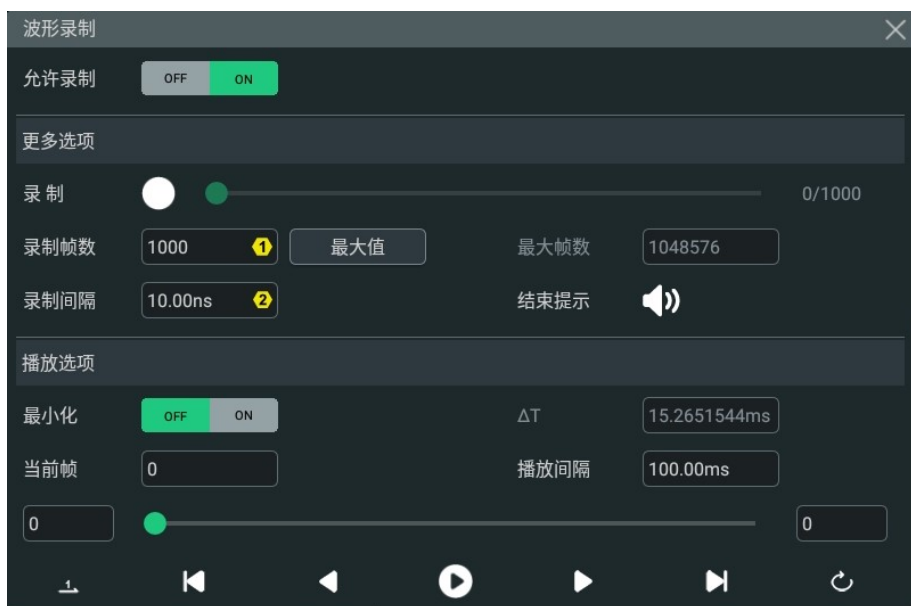 波形录制
允许录制 OFF ON
更多选项
录制 0/1000
录制帧数 1000 1 最大值 最大帧数 1048576
录制间隔 10.00ns 2 结束提示
播放选项
最小化 OFF ON ΔT 15.2651544ms
当前帧 0 播放间隔 100.00ms
0 0
1